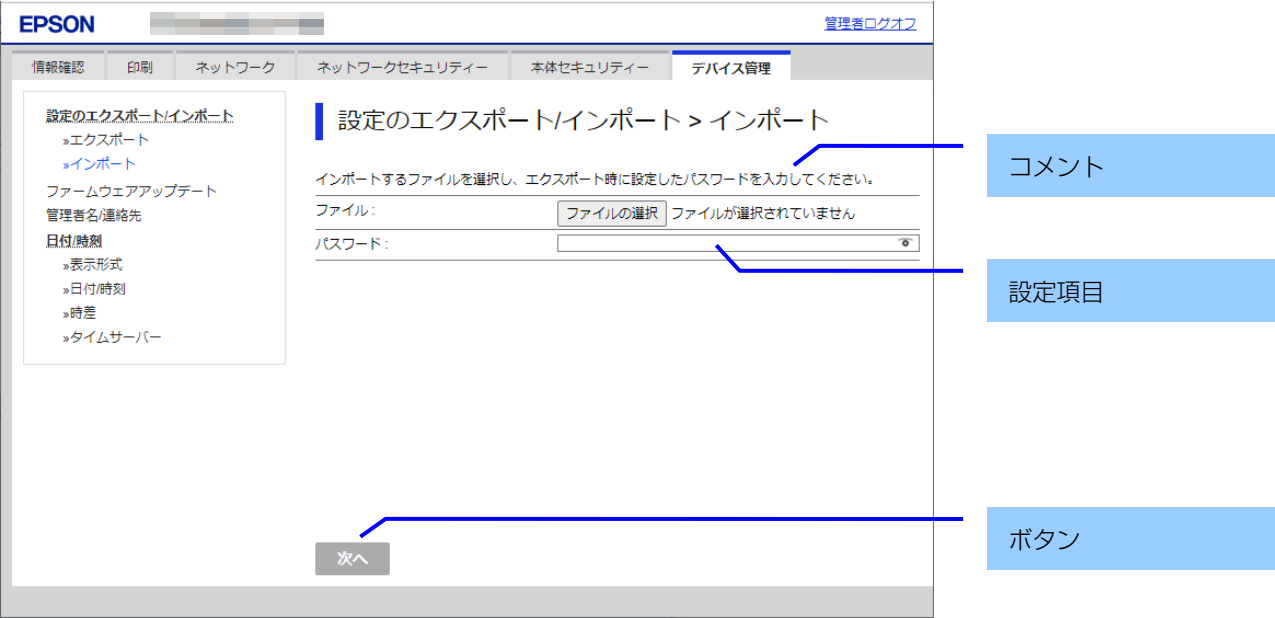 EPSON
管理者ログオフ
情報確認 印刷 ネットワーク ネットワークセキュリティー 本体セキュリティー デバイス管理
設定のエクスポート/インポート
»エクスポート
»インポート
ファームウェアアップデート
管理者名/連絡先
日付/時刻
»表示形式
»日付/時刻
»時差
»タイムサーバー
設定のエクスポート/インポート > インポート
インポートするファイルを選択し、エクスポート時に設定したパスワードを入力してください。
ファイル : ファイルの選択 ファイルが選択されていません
パスワード :
次へ
コメント
設定項目
ボタン